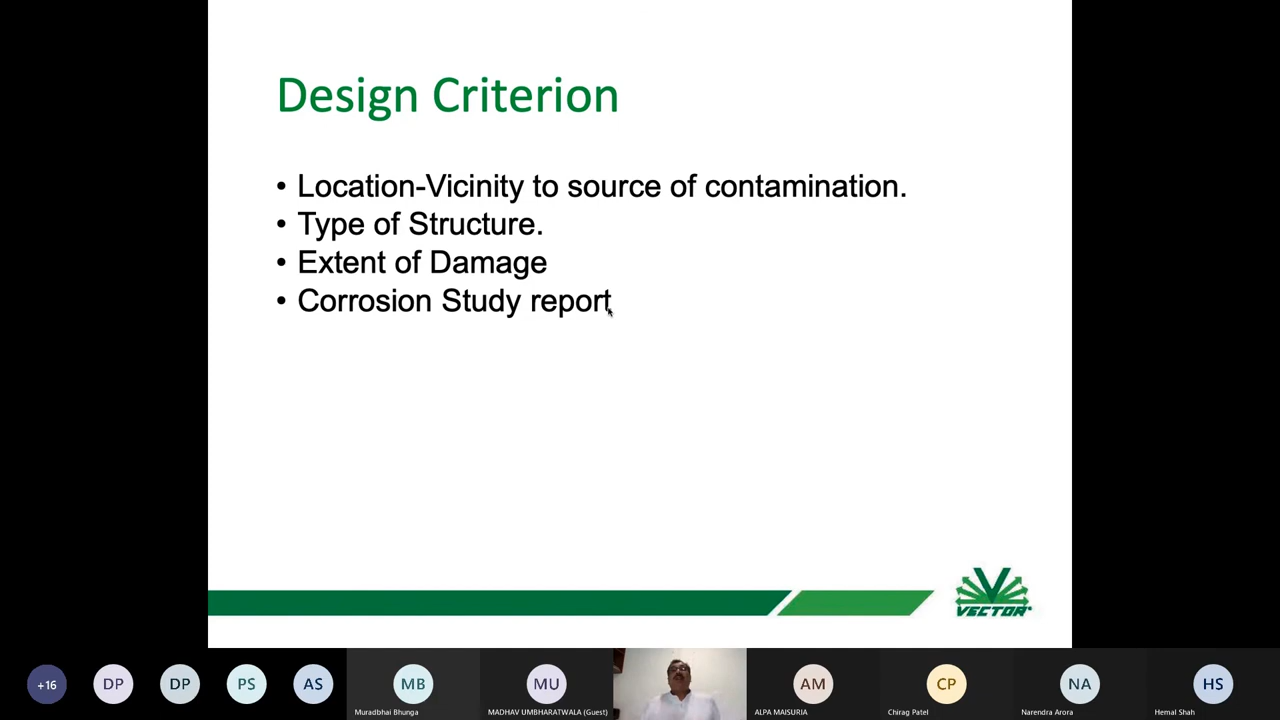 Design Criterion
• Location-Vicinity to source of contamination.
• Type of Structure.
• Extent of Damage
• Corrosion Study report
V
VECTOR®
+16
DP
DP
PS
AS
MB
Muradbhai Bhunga
MU
MADHAV UMBHARATWALA (Guest)
AM
ALPA MAISURIA
CP
Chirag Patel
NA
Narendra Arora
HS
Hemal Shah